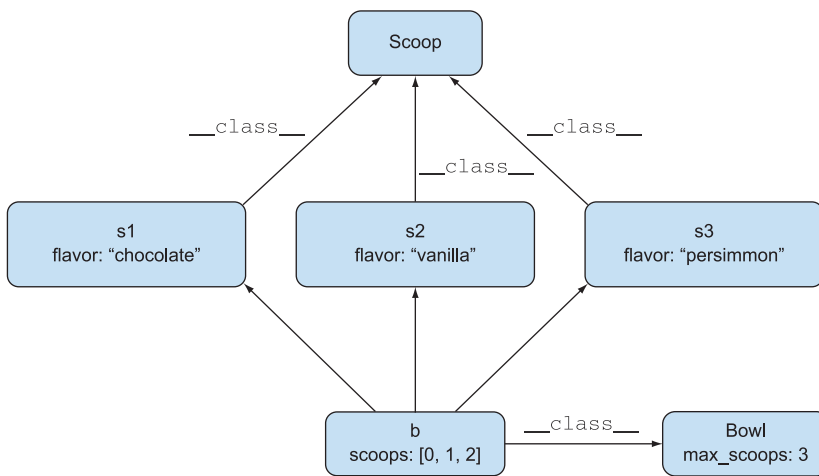 Scoop
__class__
__class__
__class__
s1
flavor: “chocolate”
s2
flavor: “vanilla”
s3
flavor: “persimmon”
b
scoops: [0, 1, 2]
__class__
Bowl
max_scoops: 3